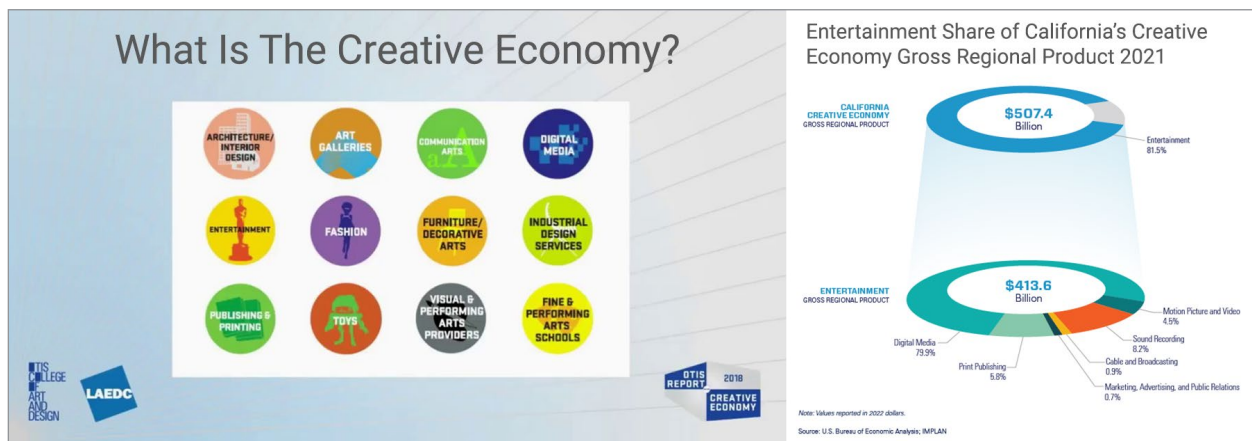 What Is The Creative Economy?
ARCHITECTURE/
INTERIOR
DESIGN
ART
GALLERIES
COMMUNICATION
ARTS
aA
DIGITAL
MEDIA
ENTERTAINMENT
FASHION
FURNITURE/
DECORATIVE
ARTS
INDUSTRIAL
DESIGN
SERVICES
PUBLISHING &
PRINTING
TOYS
VISUAL &
PERFORMING
ARTS
PROVIDERS
FINE &
PERFORMING
ARTS
SCHOOLS
OTIS
COLLEGE
OF
ART
AND
DESIGN
LAEDC
OTIS
REPORT
2018
CREATIVE
ECONOMY
Entertainment Share of California's Creative
Economy Gross Regional Product 2021
CALIFORNIA
CREATIVE ECONOMY
GROSS REGIONAL PRODUCT
$507.4
Billion
Entertainment
81.5%
ENTERTAINMENT
GROSS REGIONAL PRODUCT
$413.6
Billion
Motion Picture and Video
4.5%
Sound Recording
8.2%
Cable and Broadcasting
0.9%
Marketing, Advertising, and Public Relations
0.7%
Digital Media
79.9%
Print Publishing
5.8%
Note: Values reported in 2022 dollars.
Source: U.S. Bureau of Economic Analysis; IMPLAN